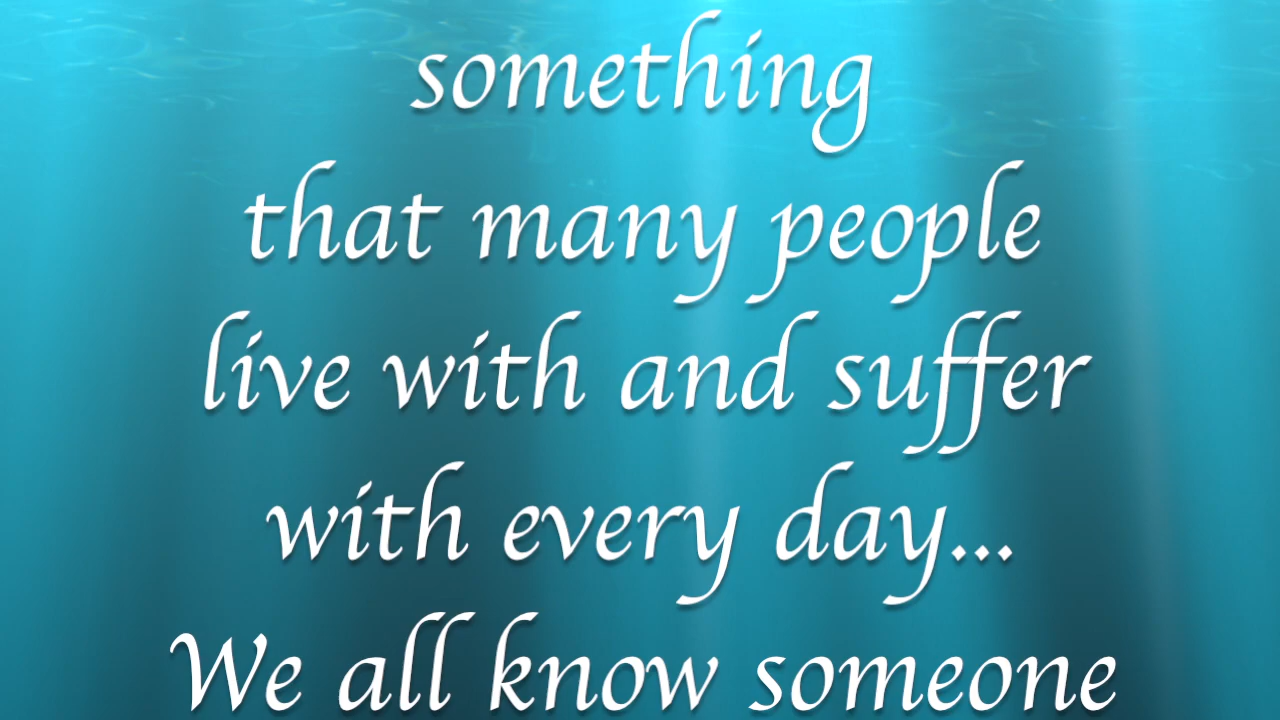 something
that many people
live with and suffer
with every day...
We all know someone